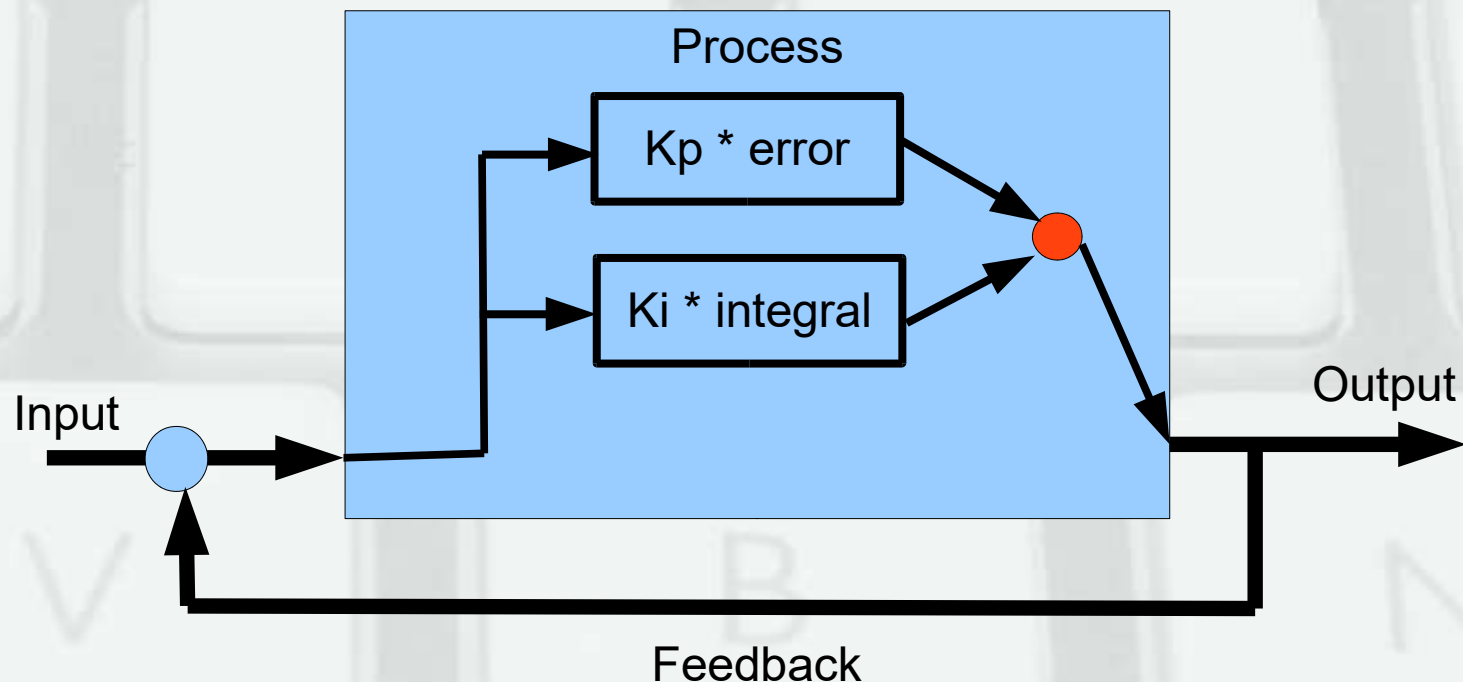 Process
Kp * error
Ki * integral
Input
Output
Feedback
V
B
N